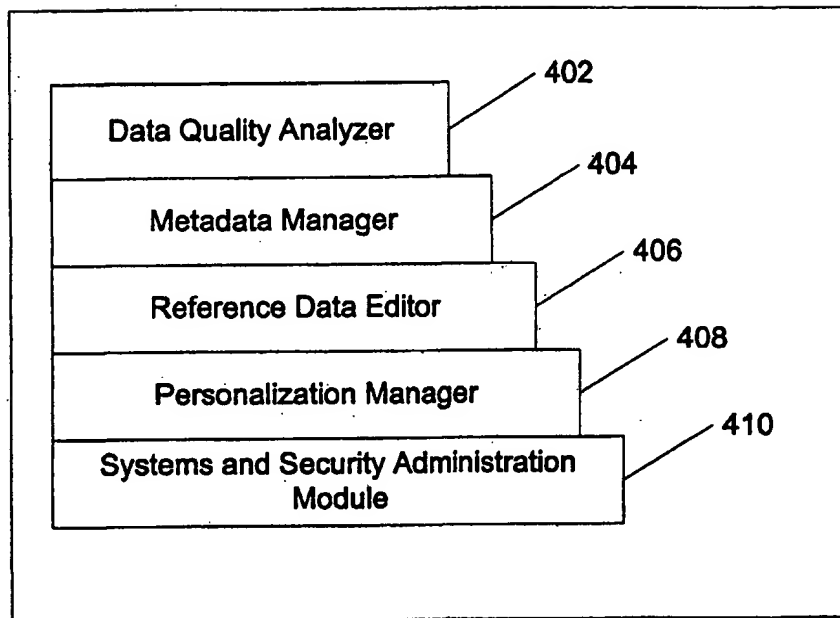 402
Data Quality Analyzer
404
Metadata Manager
406
Reference Data Editor
408
Personalization Manager
410
Systems and Security Administration
Module